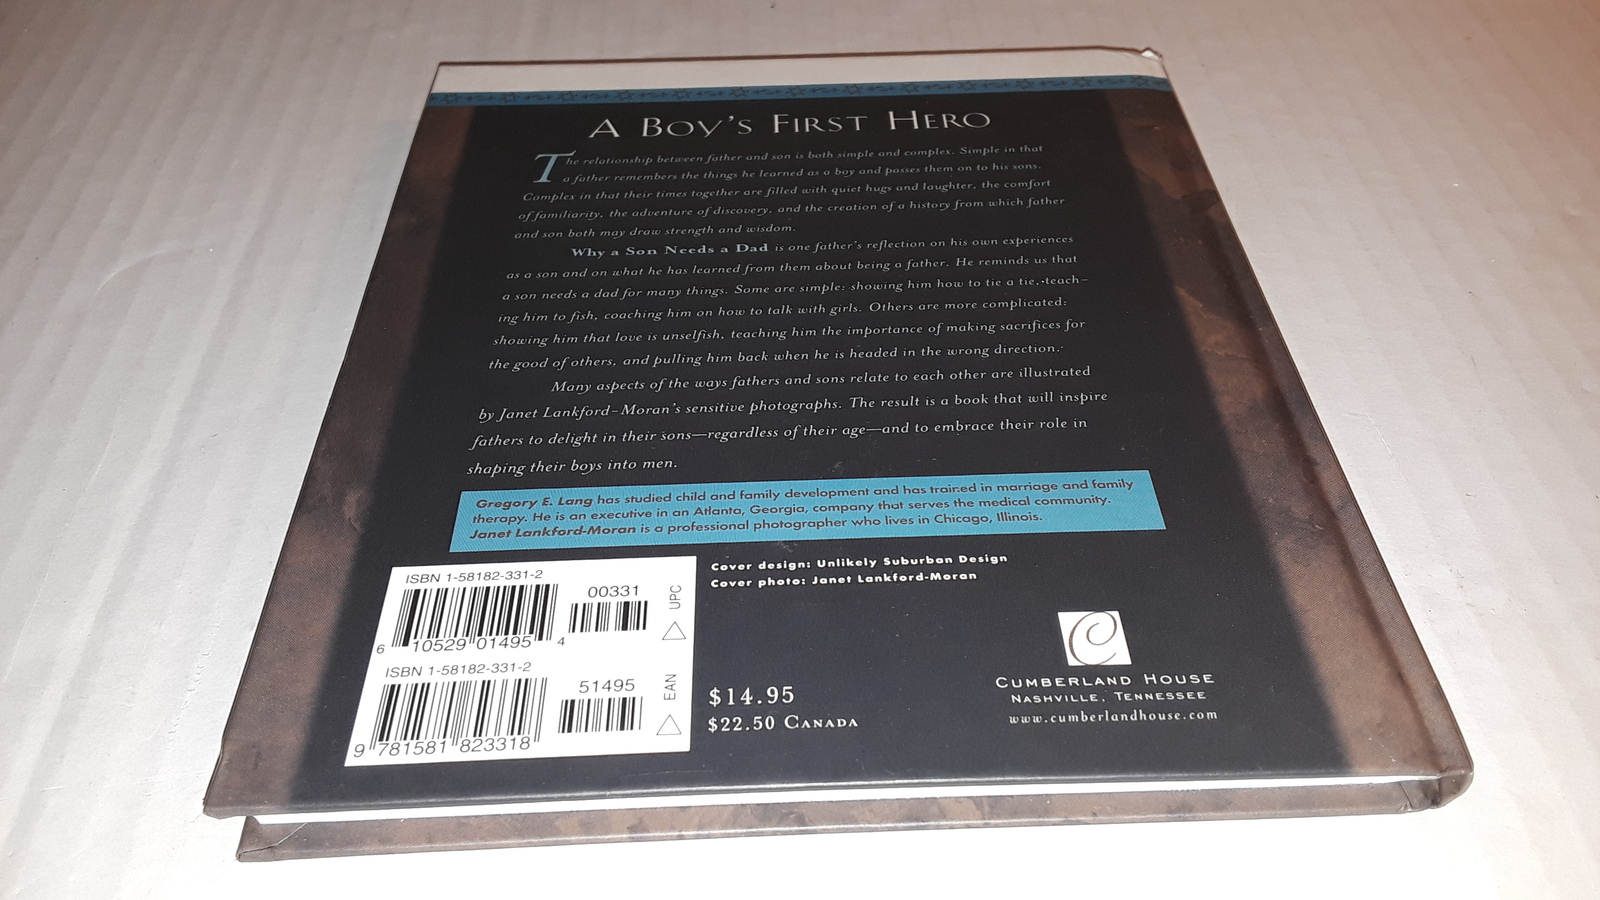 A BOY'S FIRST HERO
The relationship between father and son is both simple and complex. Simple in that
a father remembers the things he learned as a boy and passes them on to his sons.
Complex in that their times together are filled with quiet hugs and laughter, the comfort
of familiarity, the adventure of discovery, and the creation of a history from which father
and son both may draw strength and wisdom.
Why a Son Needs a Dad is one father's reflection on his own experiences
as a son and on what he has learned from them about being a father. He reminds us that
a son needs a dad for many things. Some are simple: showing him how to tie a tie, teach-
ing him to fish, coaching him on how to talk with girls. Others are more complicated:
showing him that love is unselfish, teaching him the importance of making sacrifices for
the good of others, and pulling him back when he is headed in the wrong direction.
Many aspects of the ways fathers and sons relate to each other are illustrated
by Janet Lankford-Moran's sensitive photographs. The result is a book that will inspire
fathers to delight in their sons—regardless of their age—and to embrace their role in
shaping their boys into men.
Gregory E. Lang has studied child and family development and has trained in marriage and family
therapy. He is an executive in an Atlanta, Georgia, company that serves the medical community.
Janet Lankford-Moran is a professional photographer who lives in Chicago, Illinois.
Cover design: Unlikely Suburban Design
Cover photo: Janet Lankford-Moran
ISBN 1-58182-331-2
00331
UPC
6 10529 01495 4
ISBN 1-58182-331-2
51495
EAN
9 781581 823318
$14.95
$22.50 CANADA
C
CUMBERLAND HOUSE
NASHVILLE, TENNESSEE
www.cumberlandhouse.com